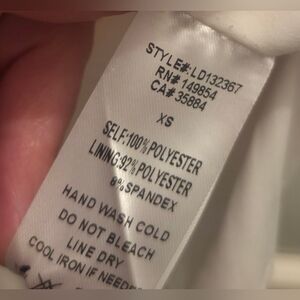 STYLE#:LD132367
RN# 149854
CA# 35884
XS
SELF:100% POLYESTER
LINING:92% POLYESTER
8% SPANDEX
HAND WASH COLD
DO NOT BLEACH
LINE DRY
COOL IRON IF NEEDED